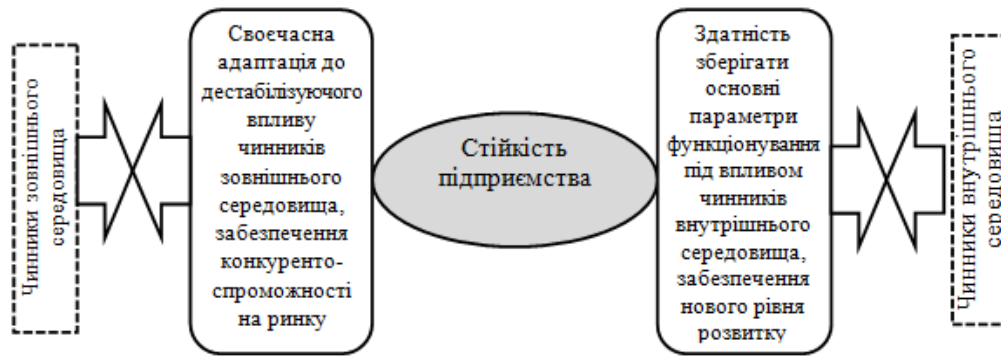 Чинники зовнішнього
середовища
Своєчасна
адаптація до
дестабілізуючого
впливу
чинників
зовнішнього
середовища,
забезпечення
конкуренто-
спроможності
на ринку
Стійкість
підприємства
Здатність
зберігати
основні
параметри
функціонування
під впливом
чинників
внутрішнього
середовища,
забезпечення
нового рівня
розвитку
Чинники внутрішнього
середовища